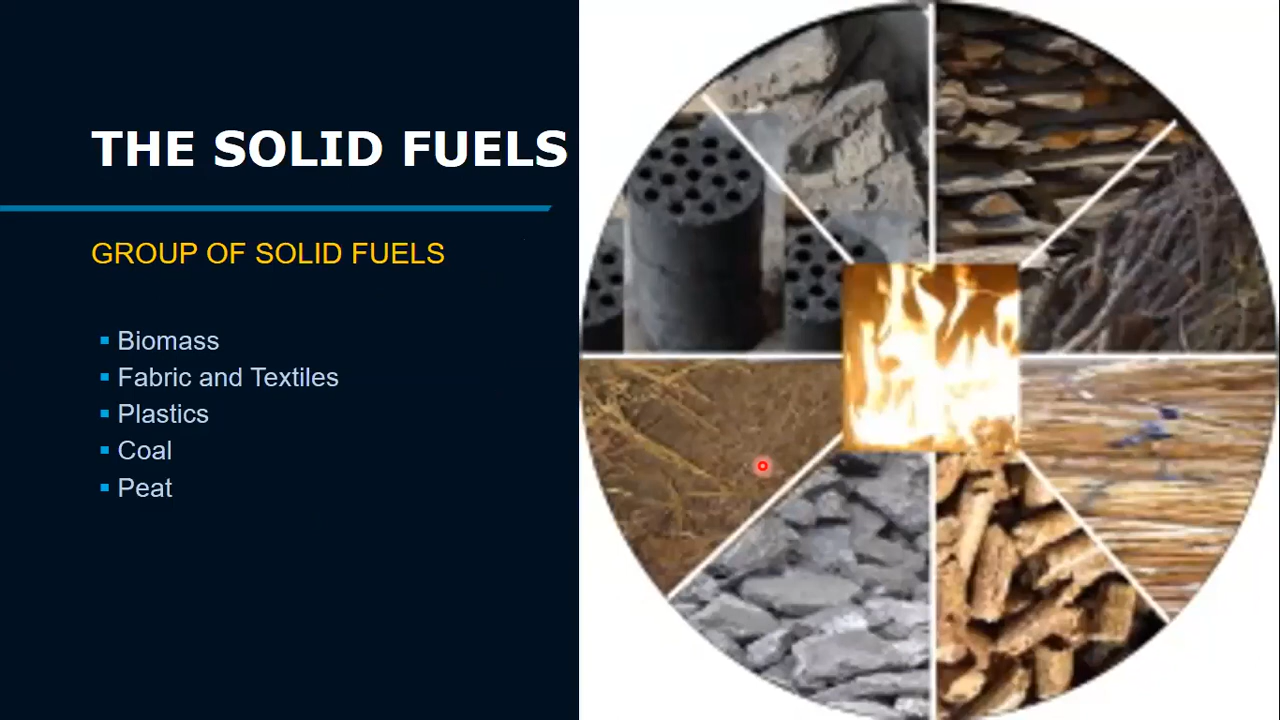 THE SOLID FUELS
GROUP OF SOLID FUELS
Biomass
Fabric and Textiles
Plastics
Coal
Peat